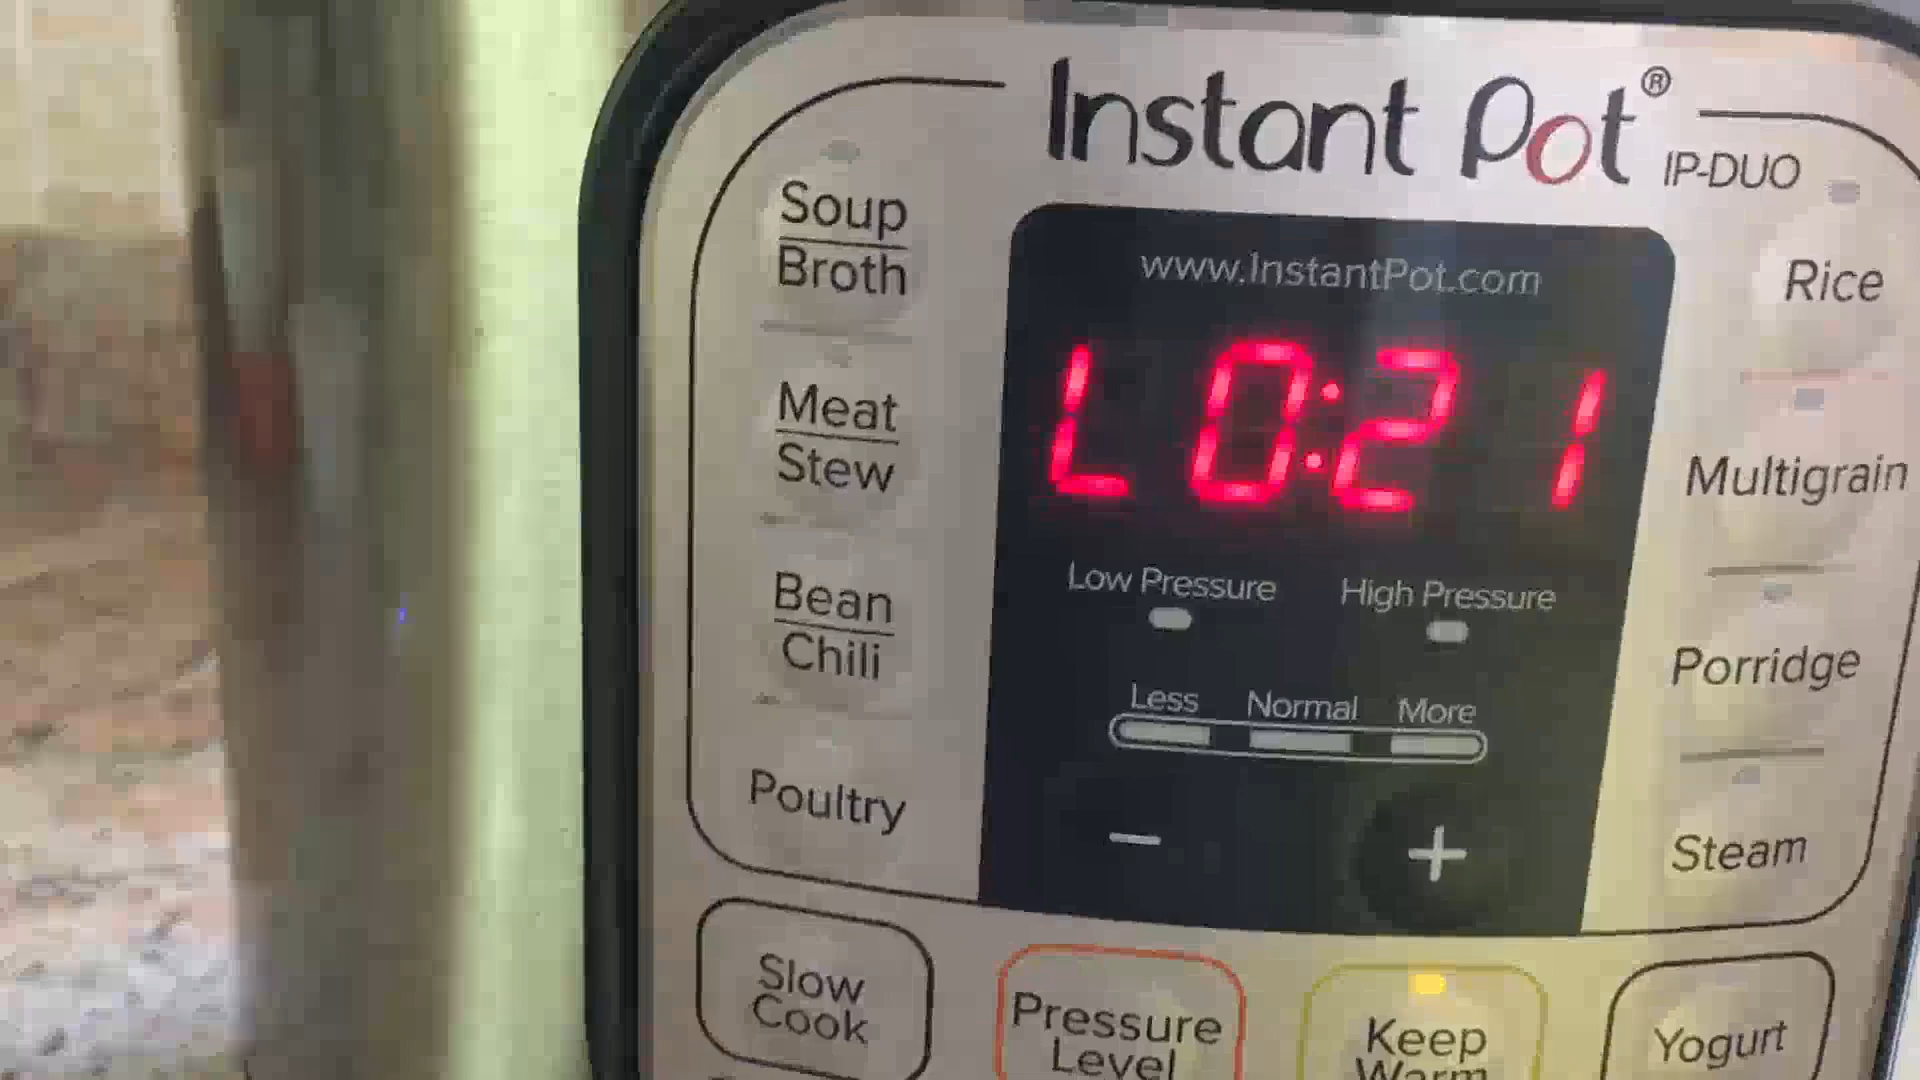 Instant Pot®
IP-DUO
www.InstantPot.com
L0:21
Low Pressure
High Pressure
Less
Normal
More
−
+
Soup
Broth
Meat
Stew
Bean
Chili
Poultry
Rice
Multigrain
Porridge
Steam
Slow
Cook
Pressure
Level
Keep
Warm
Yogurt